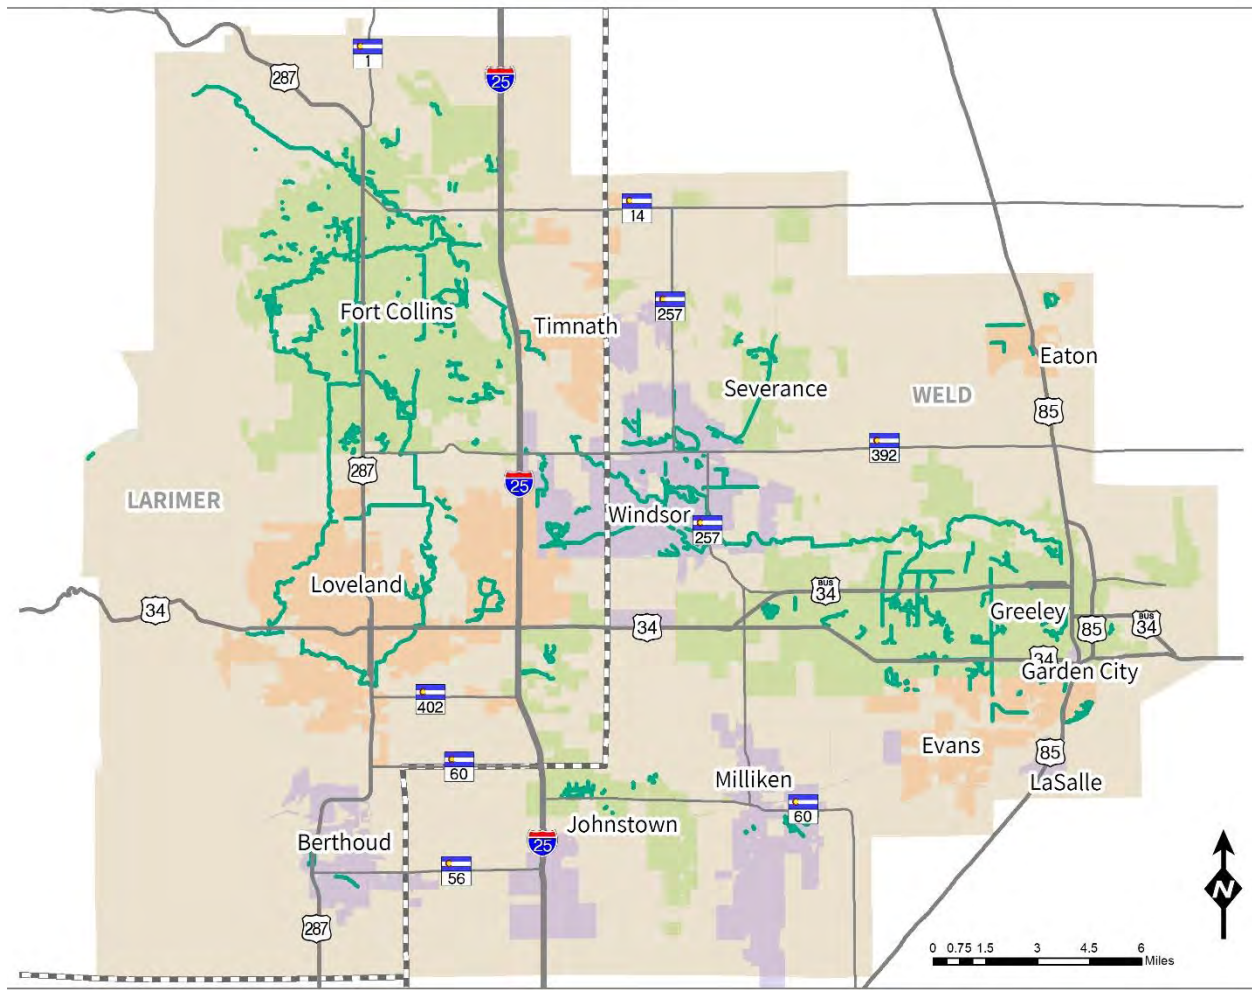 1
287
25
14
257
Fort Collins
Timnath
Eaton
Severance
WELD
85
392
287
25
LARIMER
Windsor
257
Loveland
34
BUS
34
Greeley
34
85
BUS
34
34
Garden City
402
60
Evans
85
Milliken
LaSalle
60
Johnstown
Berthoud
25
56
287
N
0 0.75 1.5 3 4.5 6
Miles